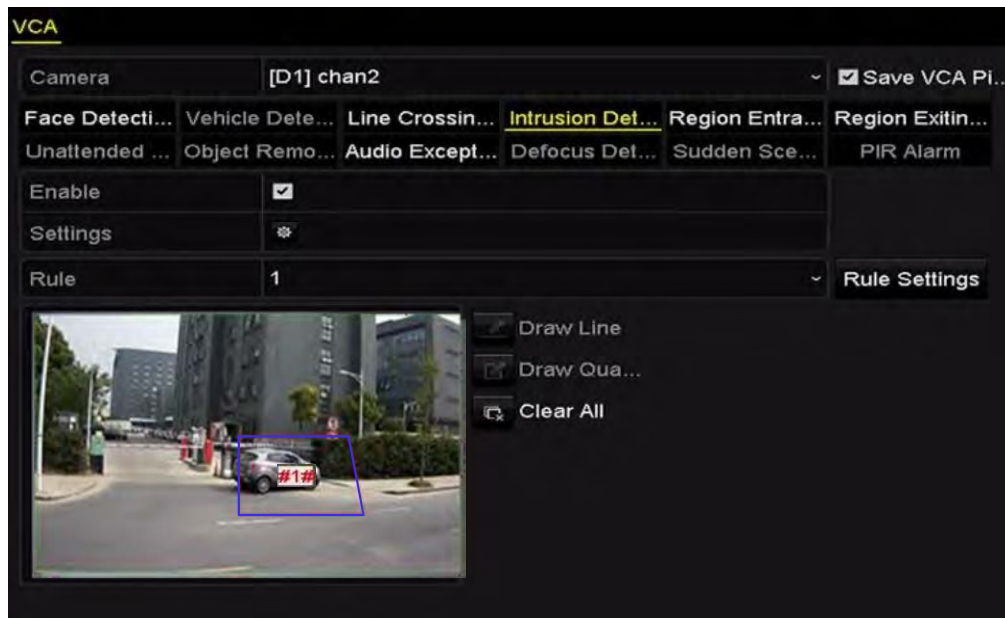 VCA
Camera [D1] chan2 Save VCA Pi...
Face Detecti... Vehicle Dete... Line Crossin... Intrusion Det... Region Entra... Region Exitin...
Unattended ... Object Remo... Audio Except... Defocus Det... Sudden Sce... PIR Alarm
Enable
Settings
Rule 1 Rule Settings
Draw Line
Draw Qua...
Clear All
#1#